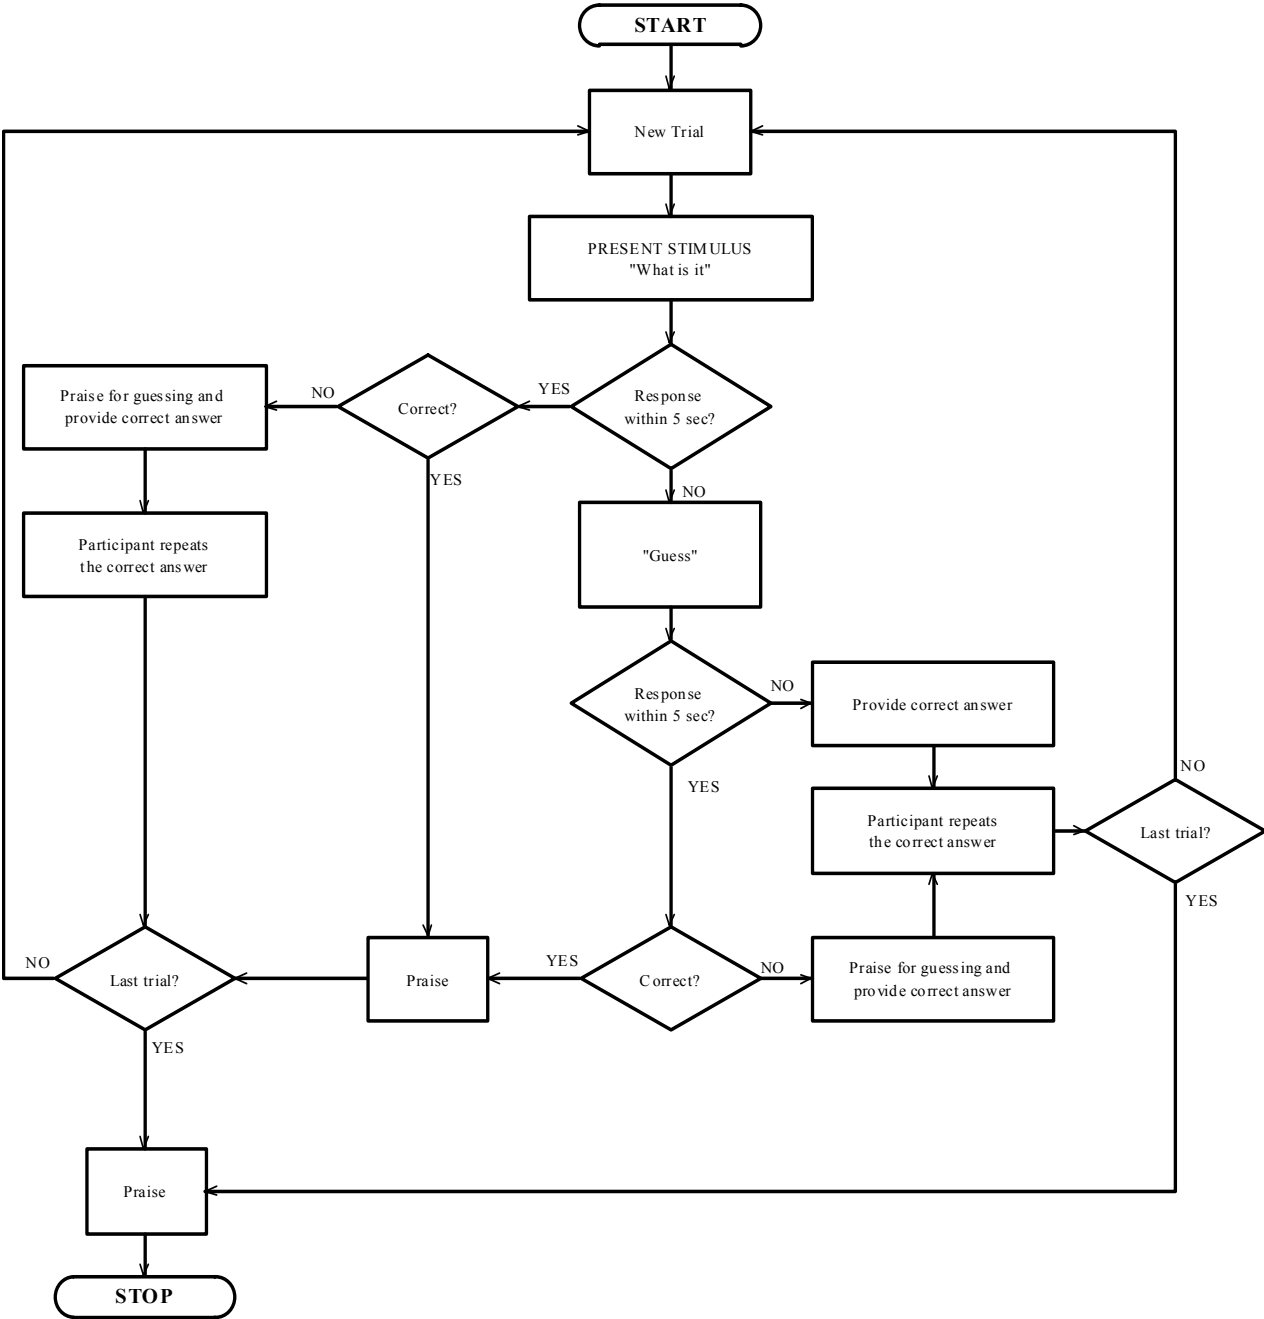 START
New Trial
PRESENT STIMULUS
"What is it"
Response
within 5 sec?
YES
Correct?
NO
Praise for guessing and
provide correct answer
YES
NO
Participant repeats
the correct answer
"Guess"
Response
within 5 sec?
NO
Provide correct answer
YES
NO
Participant repeats
the correct answer
Last trial?
YES
NO
Last trial?
Praise
YES
Correct?
NO
Praise for guessing and
provide correct answer
YES
Praise
STOP